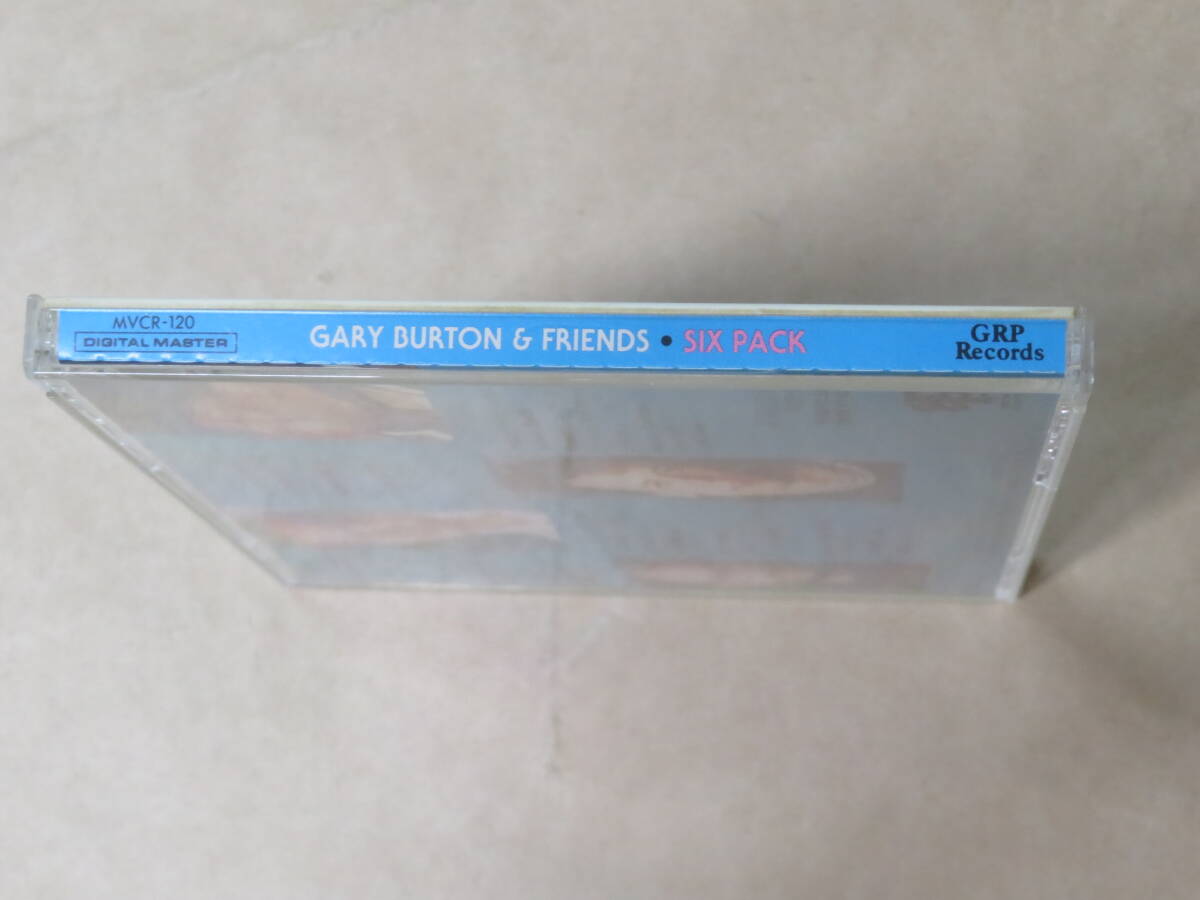 MVCR-120
DIGITAL MASTER
GARY BURTON & FRIENDS • SIX PACK
GRP
Records